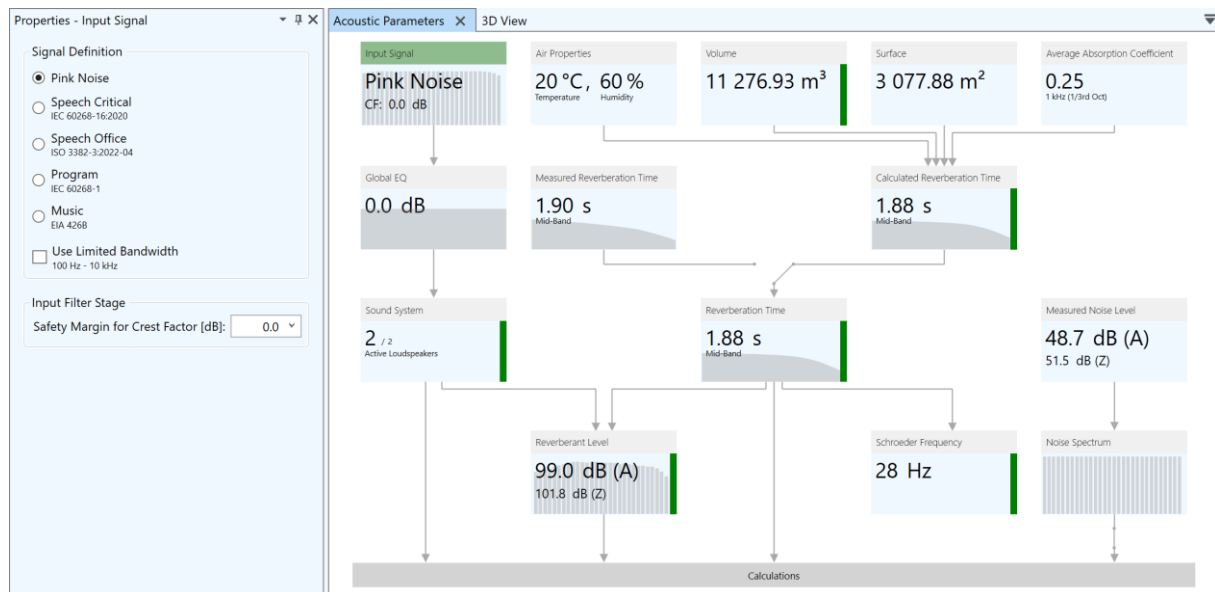 Properties - Input Signal
Signal Definition
Pink Noise
Speech Critical
IEC 60268-16:2020
Speech Office
ISO 3382-3:2022-04
Program
IEC 60268-1
Music
EIA 426B
Use Limited Bandwidth
100 Hz - 10 kHz
Input Filter Stage
Safety Margin for Crest Factor [dB]: 0.0
Acoustic Parameters 3D View
Input Signal
Pink Noise
CF: 0.0 dB
Air Properties
20 °C, 60 %
Temperature Humidity
Volume
11 276.93 m³
Surface
3 077.88 m²
Average Absorption Coefficient
0.25
1 kHz (1/3rd Oct)
Global EQ
0.0 dB
Measured Reverberation Time
1.90 s
Mid-Band
Calculated Reverberation Time
1.88 s
Mid-Band
Sound System
2 / 2
Active Loudspeakers
Reverberation Time
1.88 s
Mid-Band
Measured Noise Level
48.7 dB (A)
51.5 dB (Z)
Reverberant Level
99.0 dB (A)
101.8 dB (Z)
Schroeder Frequency
28 Hz
Noise Spectrum
Calculations